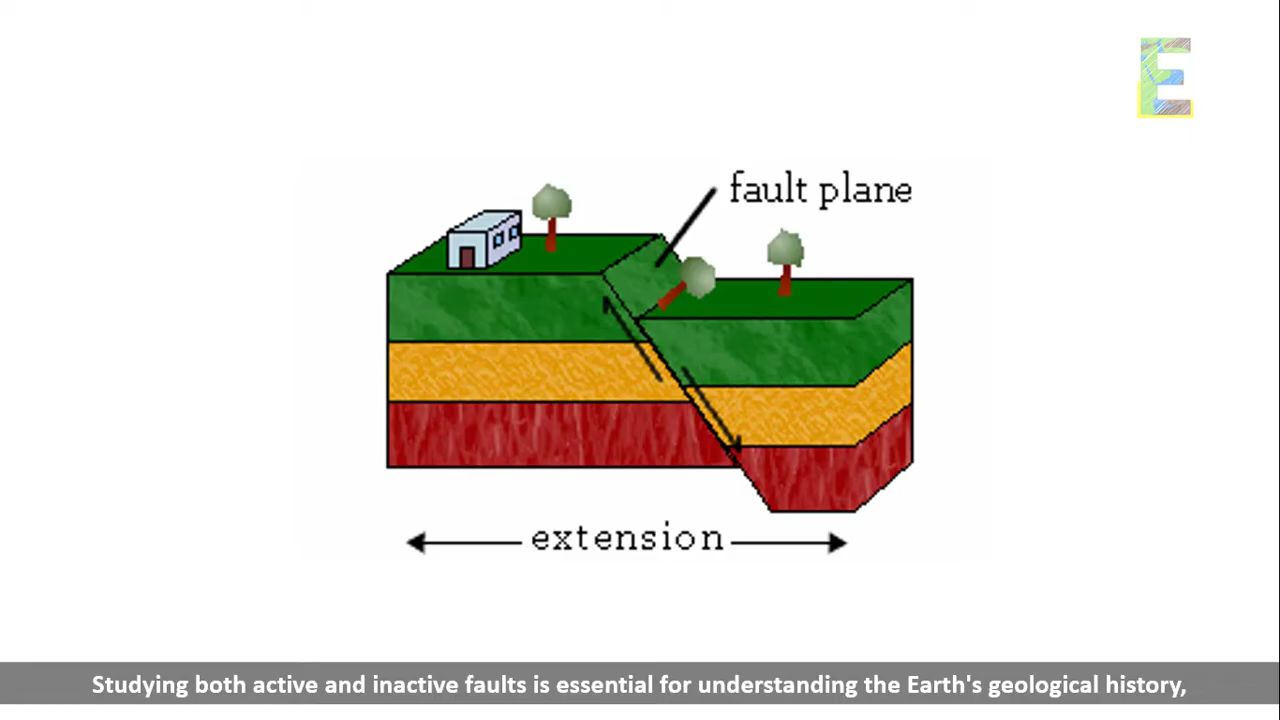 E
fault plane
extension
Studying both active and inactive faults is essential for understanding the Earth's geological history,